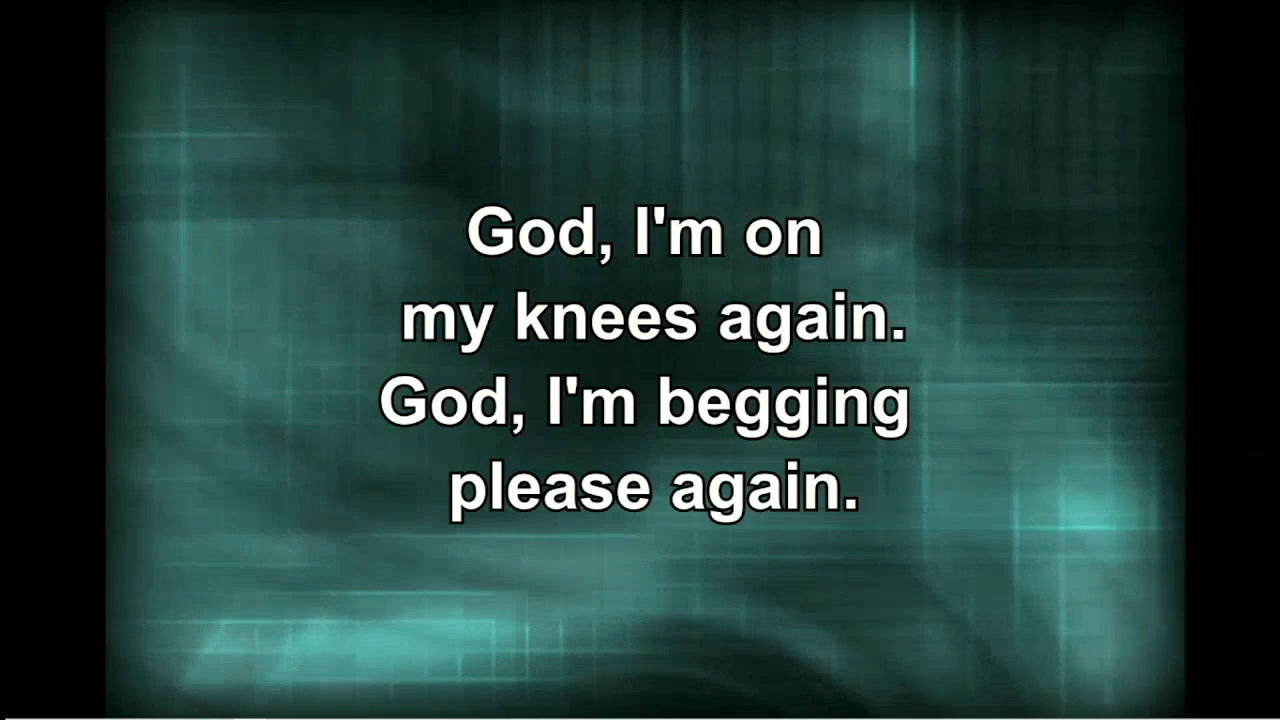 God, I'm on
my knees again.
God, I'm begging
please again.